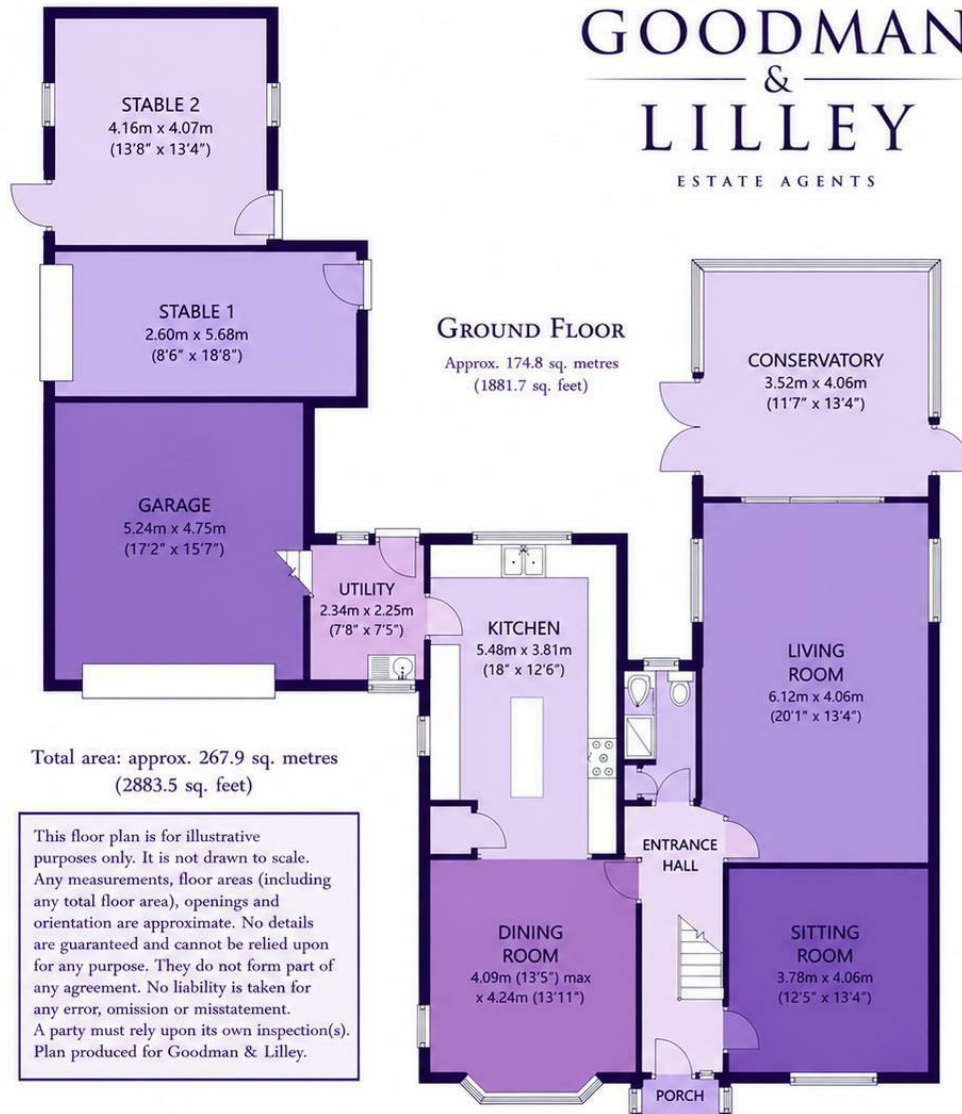 GOODMAN
&
LILLEY
ESTATE AGENTS
STABLE 2
4.16m x 4.07m
(13'8" x 13'4")
STABLE 1
2.60m x 5.68m
(8'6" x 18'8")
GROUND FLOOR
Approx. 174.8 sq. metres
(1881.7 sq. feet)
CONSERVATORY
3.52m x 4.06m
(11'7" x 13'4")
GARAGE
5.24m x 4.75m
(17'2" x 15'7")
UTILITY
2.34m x 2.25m
(7'8" x 7'5")
KITCHEN
5.48m x 3.81m
(18" x 12'6")
LIVING
ROOM
6.12m x 4.06m
(20'1" x 13'4")
ENTRANCE
HALL
DINING
ROOM
4.09m (13'5") max
x 4.24m (13'11")
SITTING
ROOM
3.78m x 4.06m
(12'5" x 13'4")
PORCH
Total area: approx. 267.9 sq. metres
(2883.5 sq. feet)
This floor plan is for illustrative
purposes only. It is not drawn to scale.
Any measurements, floor areas (including
any total floor area), openings and
orientation are approximate. No details
are guaranteed and cannot be relied upon
for any purpose. They do not form part of
any agreement. No liability is taken for
any error, omission or misstatement.
A party must rely upon its own inspection(s).
Plan produced for Goodman & Lilley.